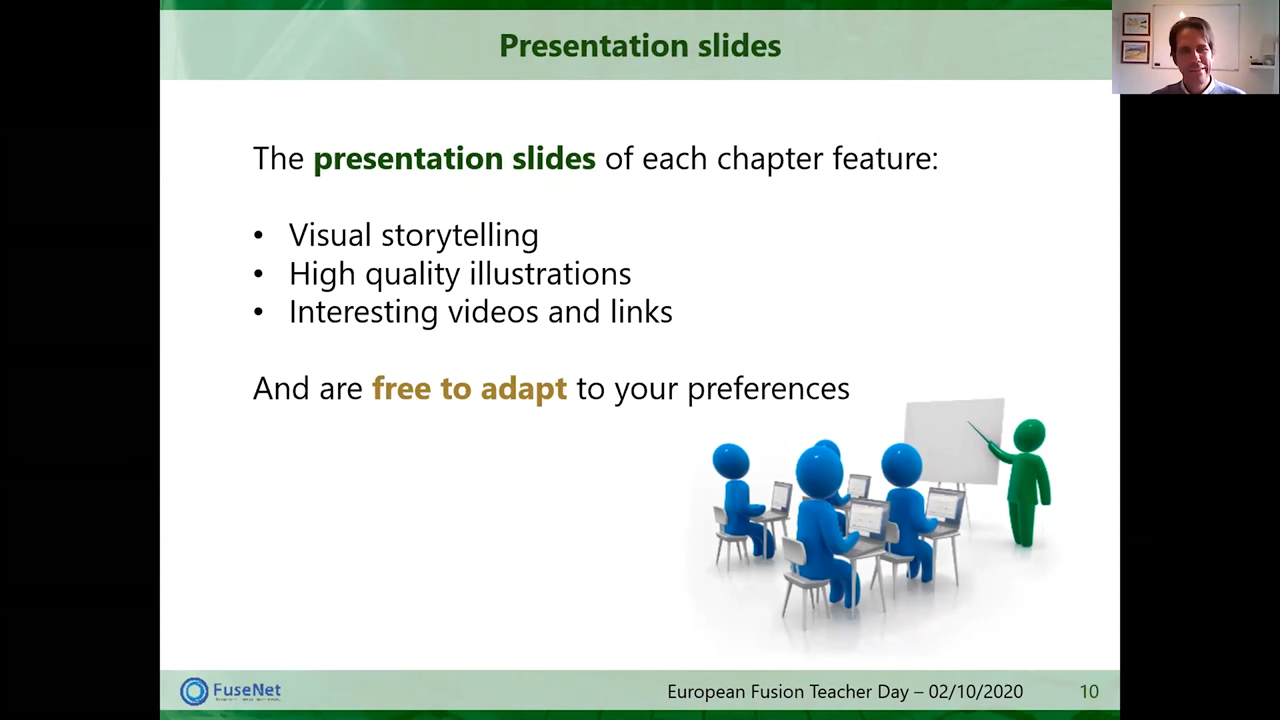 Presentation slides
The presentation slides of each chapter feature:
• Visual storytelling
• High quality illustrations
• Interesting videos and links
And are free to adapt to your preferences
FuseNet
European Fusion Teacher Day – 02/10/2020
10